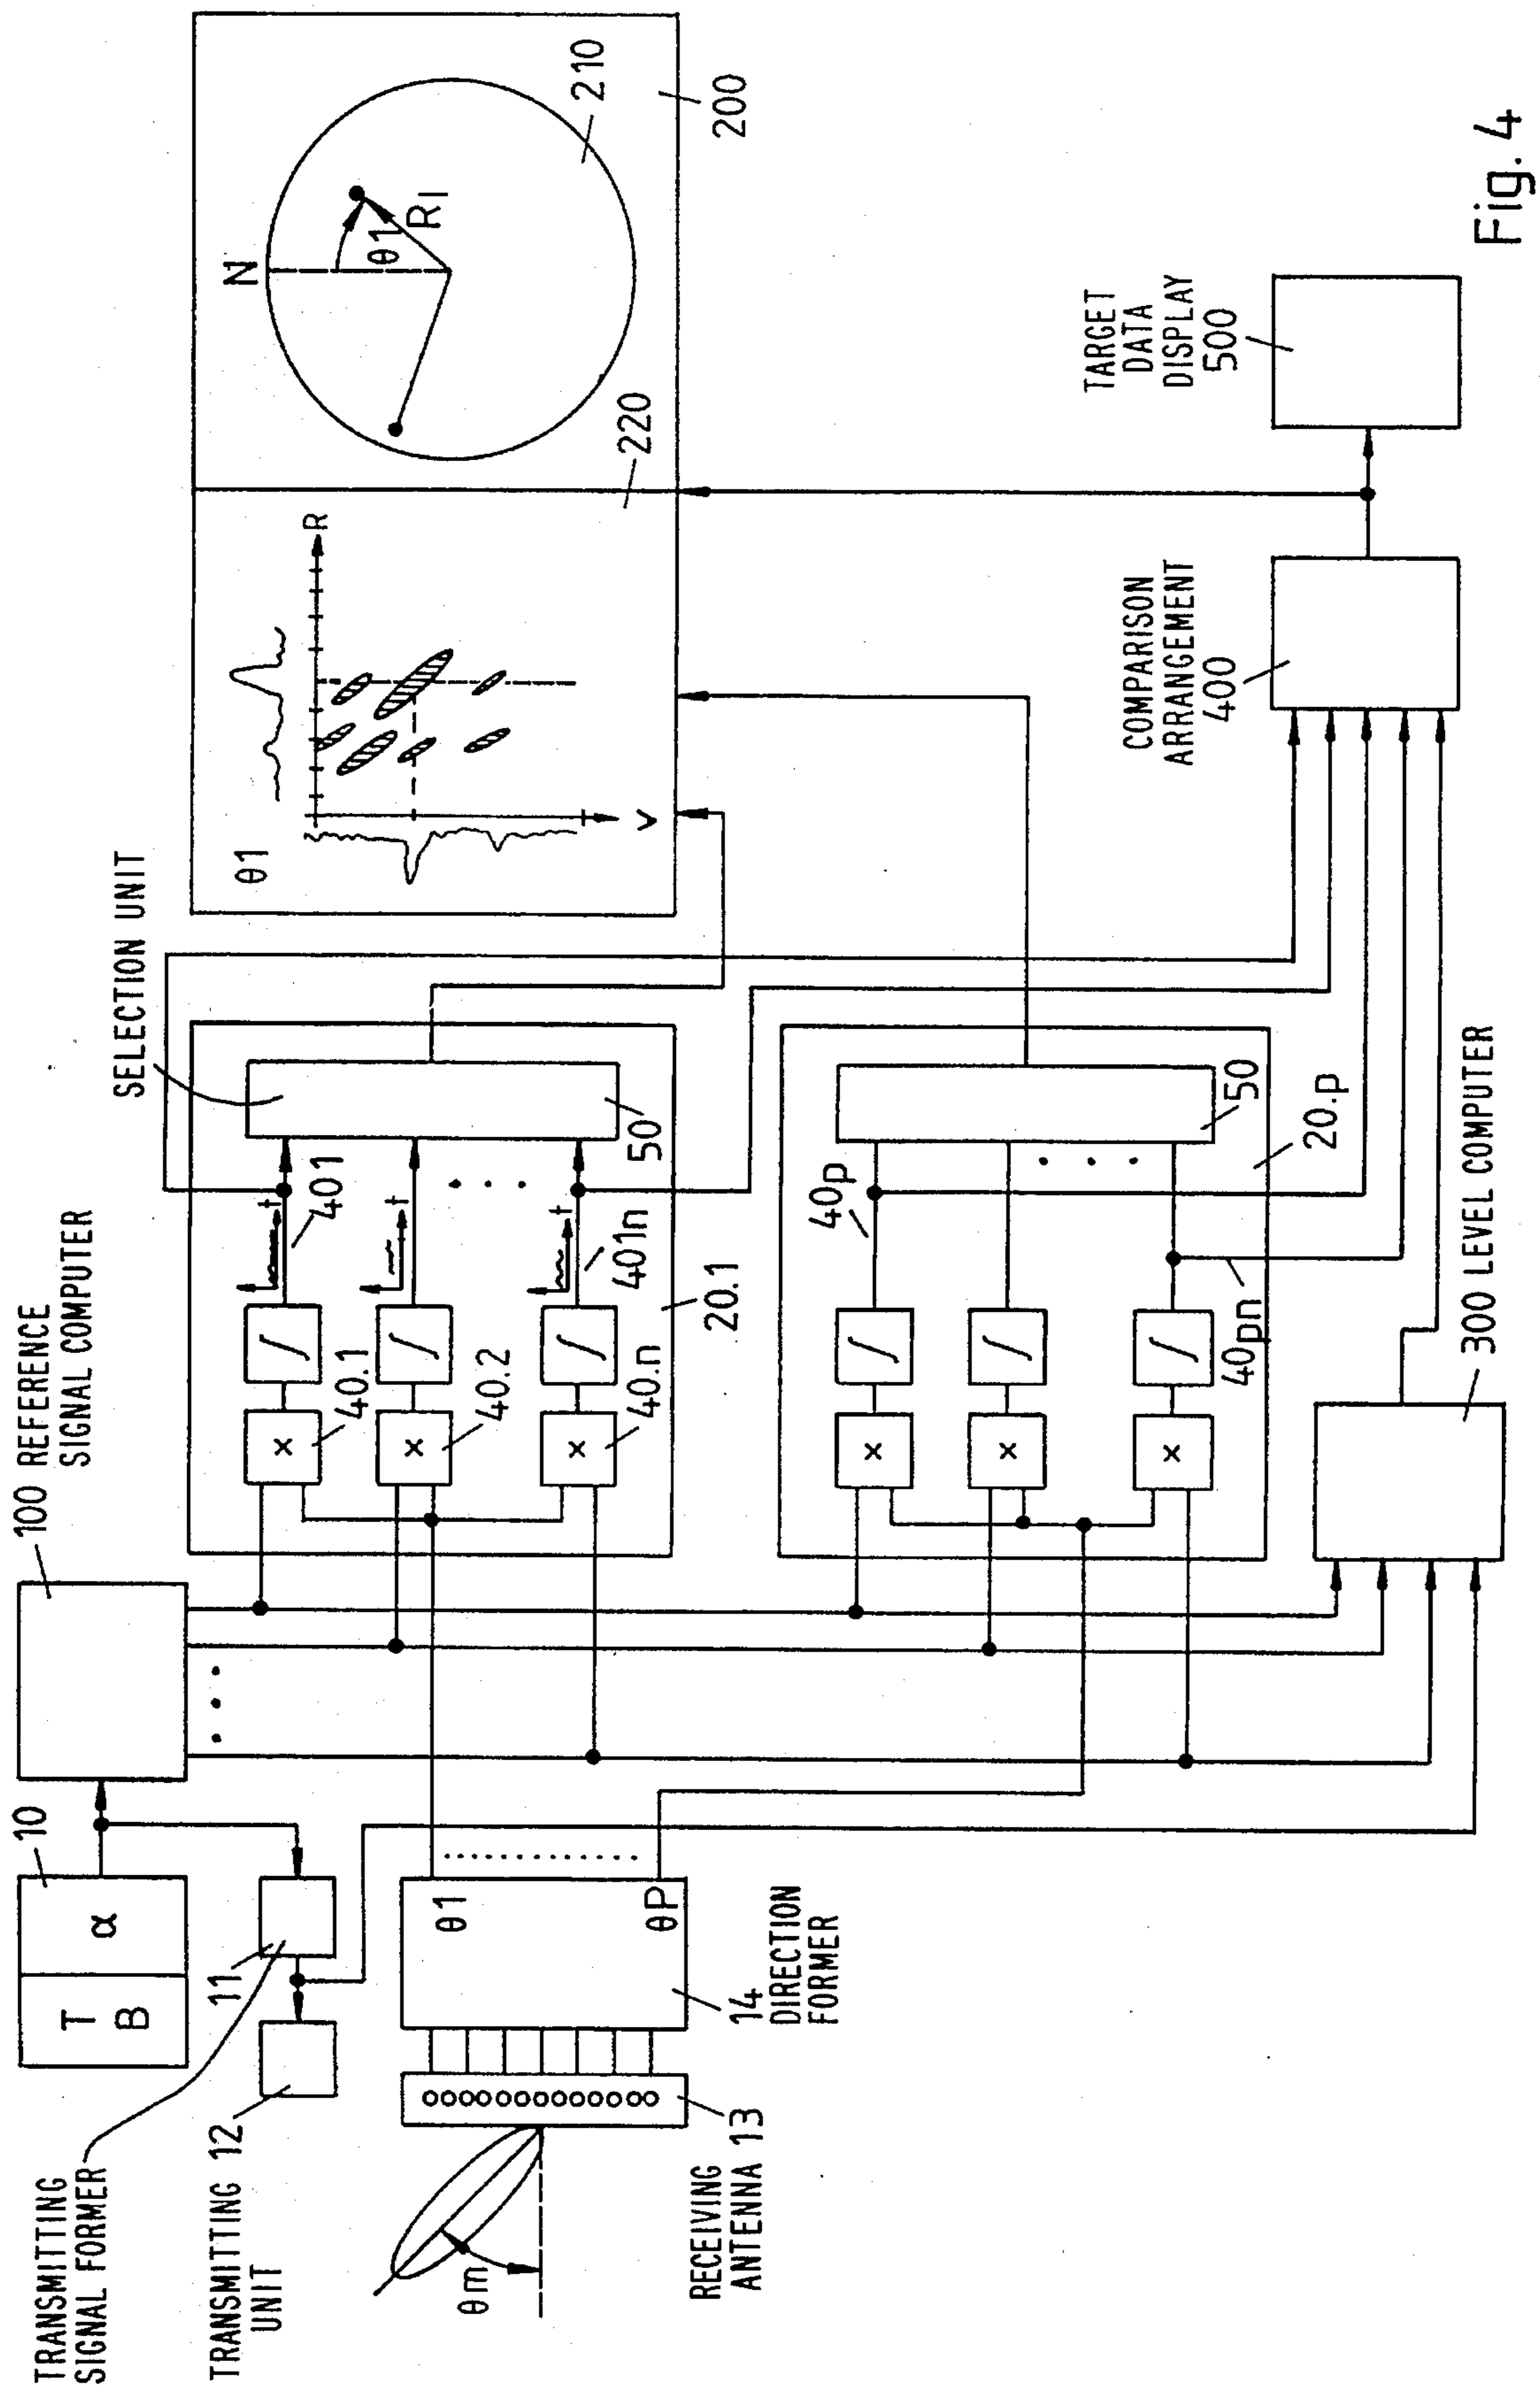 100 REFERENCE
SIGNAL COMPUTER
10
T
B
α
TRANSMITTING
SIGNAL FORMER
11
TRANSMITTING 12
UNIT
RECEIVING
ANTENNA 13
θm
θ1
θP
14
DIRECTION
FORMER
SELECTION UNIT
40.1
x
∫
t
401
40.2
x
∫
t
40.n
x
∫
t
401n
50
20.1
x
∫
40p
x
∫
x
∫
40pn
50
20.p
300 LEVEL COMPUTER
θ1
R
V
220
N
θ1
R1
210
200
COMPARISON
ARRANGEMENT
400
TARGET
DATA
DISPLAY
500
Fig. 4